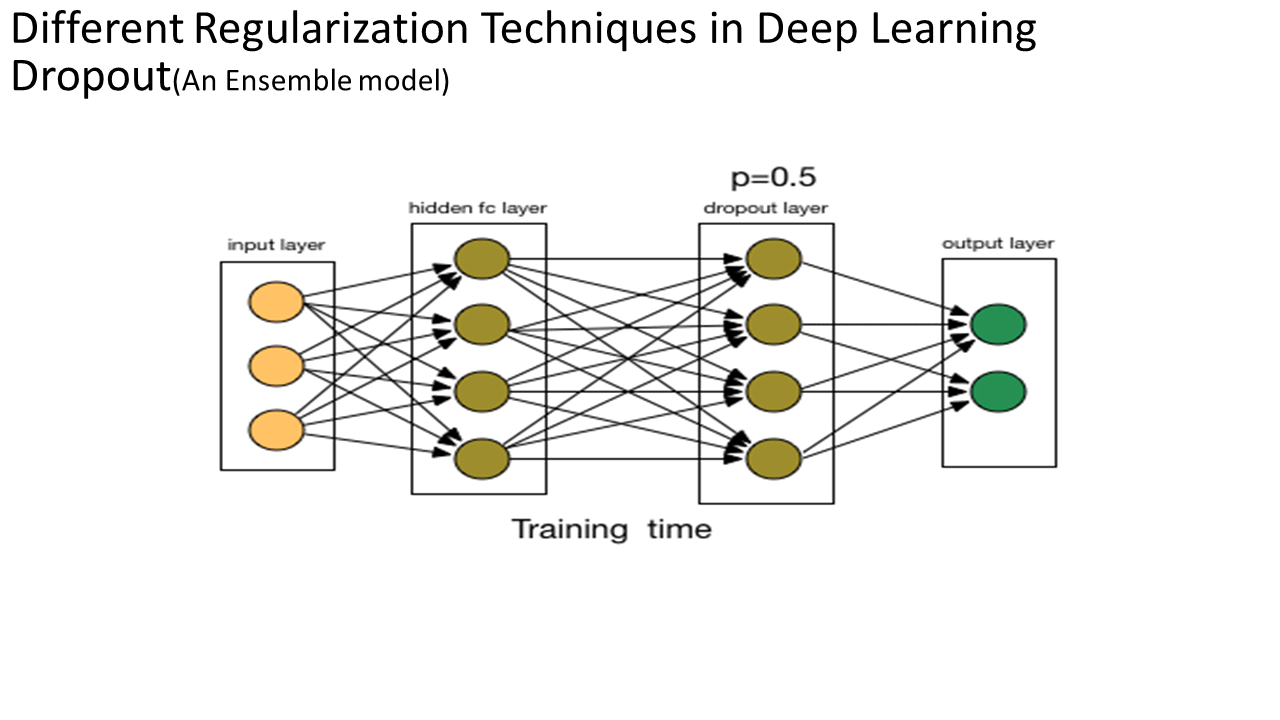 Different Regularization Techniques in Deep Learning
Dropout(An Ensemble model)
p=0.5
hidden fc layer
dropout layer
input layer
output layer
Training time